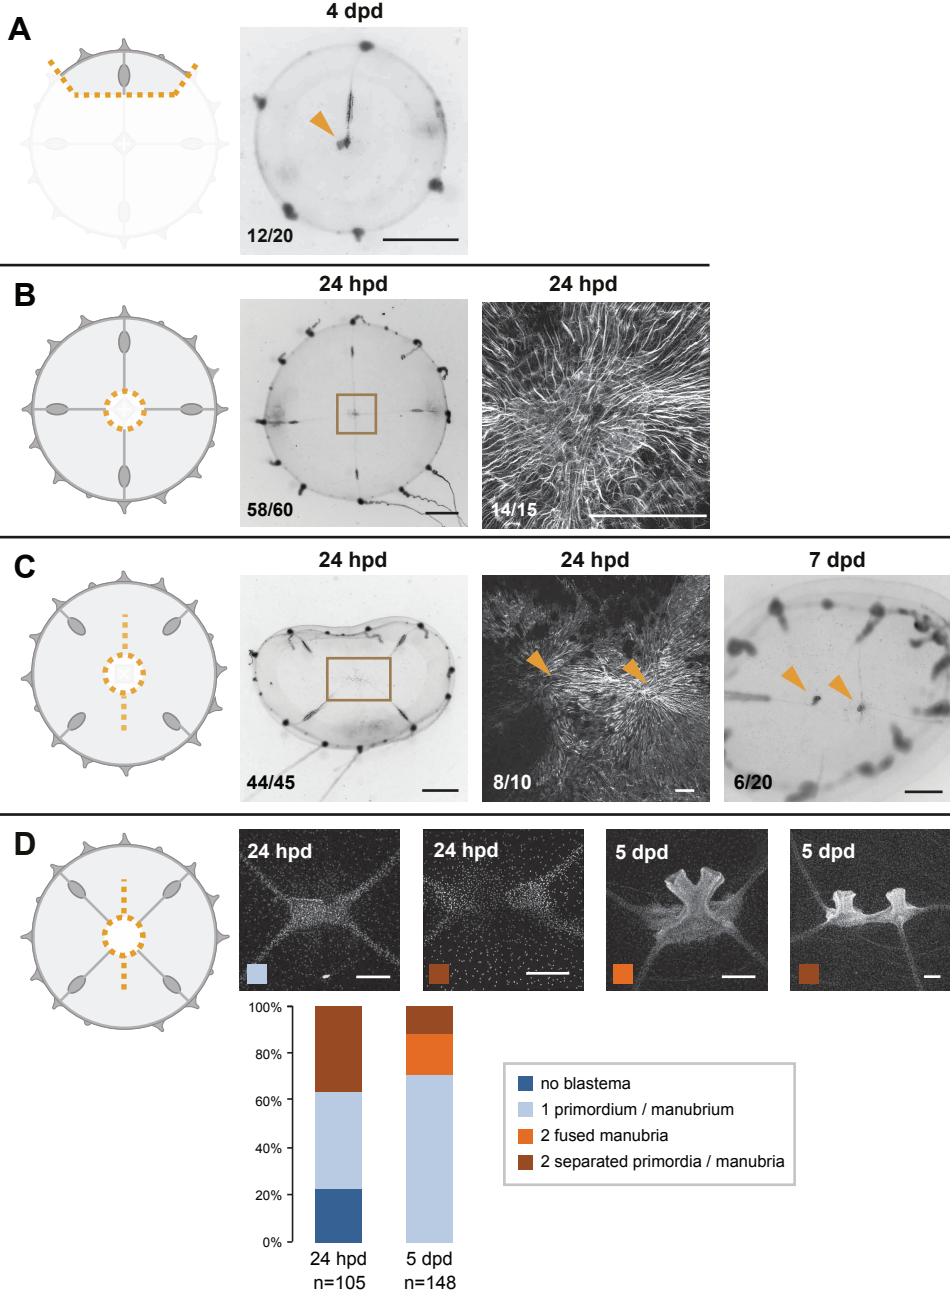 A
4 dpd
12/20
B
24 hpd
24 hpd
58/60
14/15
C
24 hpd
24 hpd
7 dpd
44/45
8/10
6/20
D
24 hpd
24 hpd
5 dpd
5 dpd
100%
80%
60%
40%
20%
0%
24 hpd
n=105
5 dpd
n=148
no blastema
1 primordium / manubrium
2 fused manubria
2 separated primordia / manubria